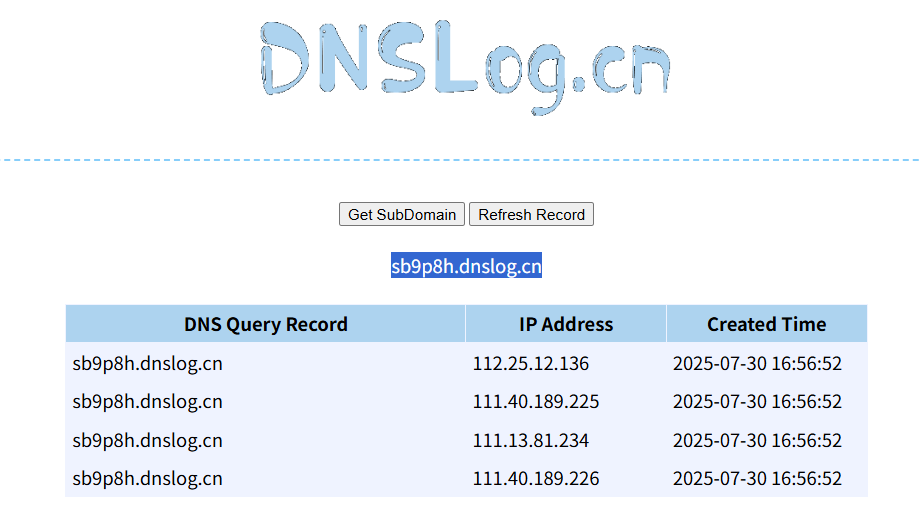 DNSLog.cn
Get SubDomain Refresh Record
sb9p8h.dnslog.cn
DNS Query Record IP Address Created Time
sb9p8h.dnslog.cn 112.25.12.136 2025-07-30 16:56:52
sb9p8h.dnslog.cn 111.40.189.225 2025-07-30 16:56:52
sb9p8h.dnslog.cn 111.13.81.234 2025-07-30 16:56:52
sb9p8h.dnslog.cn 111.40.189.226 2025-07-30 16:56:52